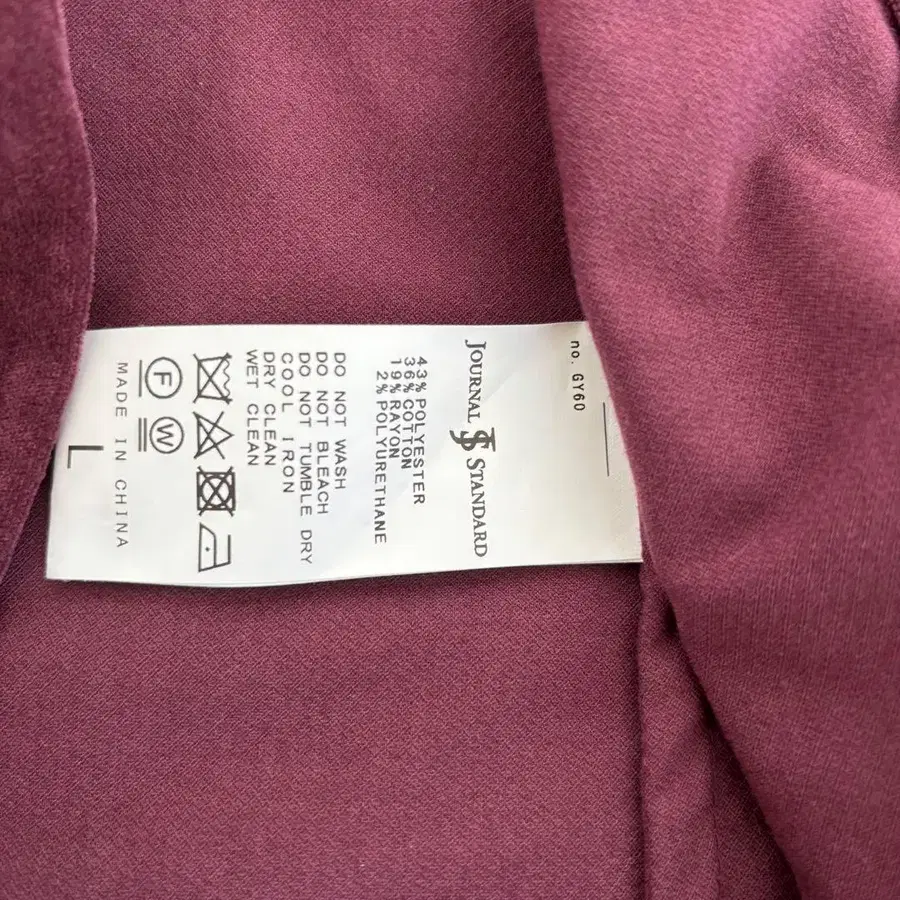 no. GY60
JOURNAL JS STANDARD
43% POLYESTER
36% COTTON
19% RAYON
2% POLYURETHANE
DO NOT WASH
DO NOT BLEACH
DO NOT TUMBLE DRY
COOL IRON
DRY CLEAN
WET CLEAN
F W
MADE IN CHINA
L